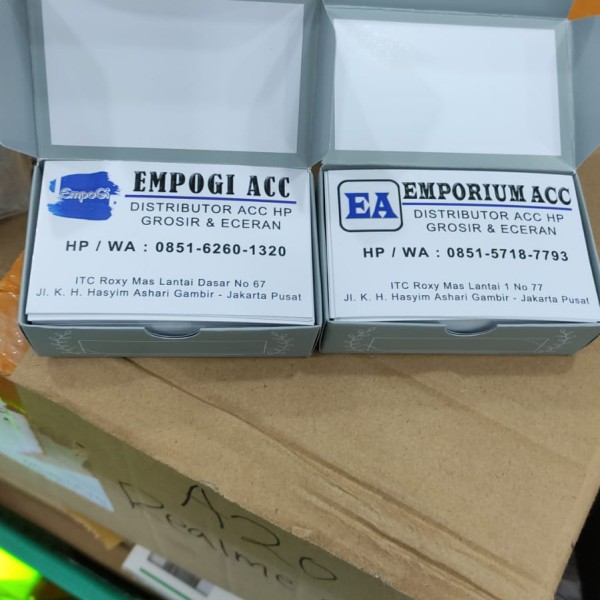 EmpoGi
EMPOGI ACC
DISTRIBUTOR ACC HP
GROSIR & ECERAN
HP / WA : 0851-6260-1320
ITC Roxy Mas Lantai Dasar No 67
Jl. K. H. Hasyim Ashari Gambir - Jakarta Pusat
EA
EMPORIUM ACC
DISTRIBUTOR ACC HP
GROSIR & ECERAN
HP / WA : 0851-5718-7793
ITC Roxy Mas Lantai 1 No 77
Jl. K. H. Hasyim Ashari Gambir - Jakarta Pusat
A20
Realme